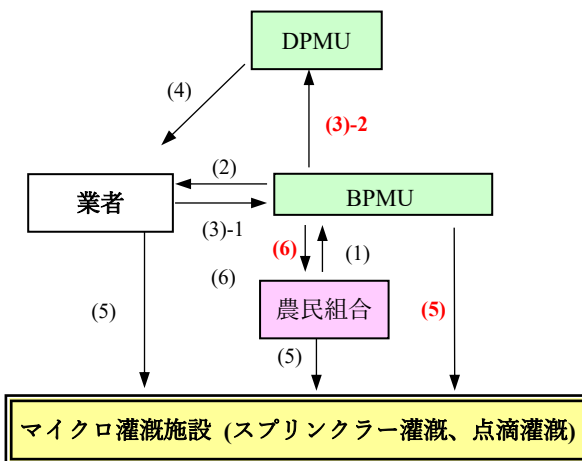 DPMU
(4)
(3)-2
(2)
業者
BPMU
(3)-1
(6)
(1)
(6)
農民組合
(5)
(5)
(5)
マイクロ灌漑施設 (スプリンクラー灌漑、点滴灌漑)